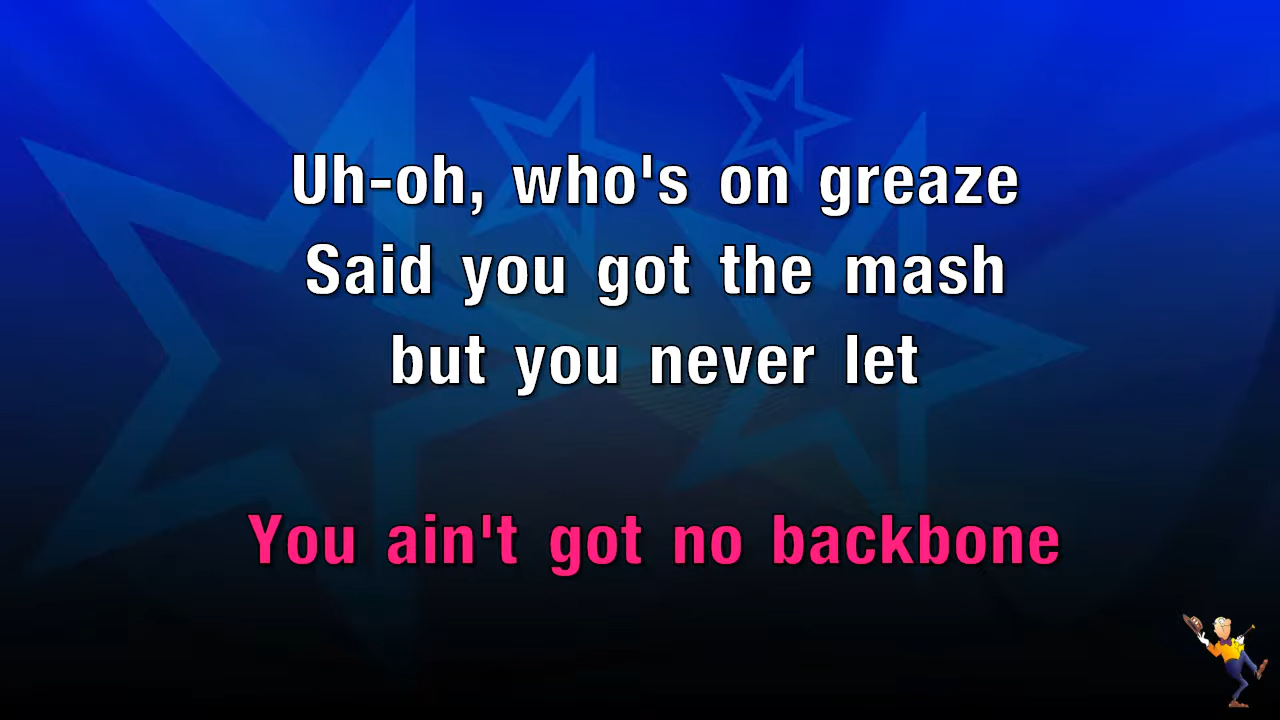 Uh-oh, who's on greaze
Said you got the mash
but you never let
You ain't got no backbone